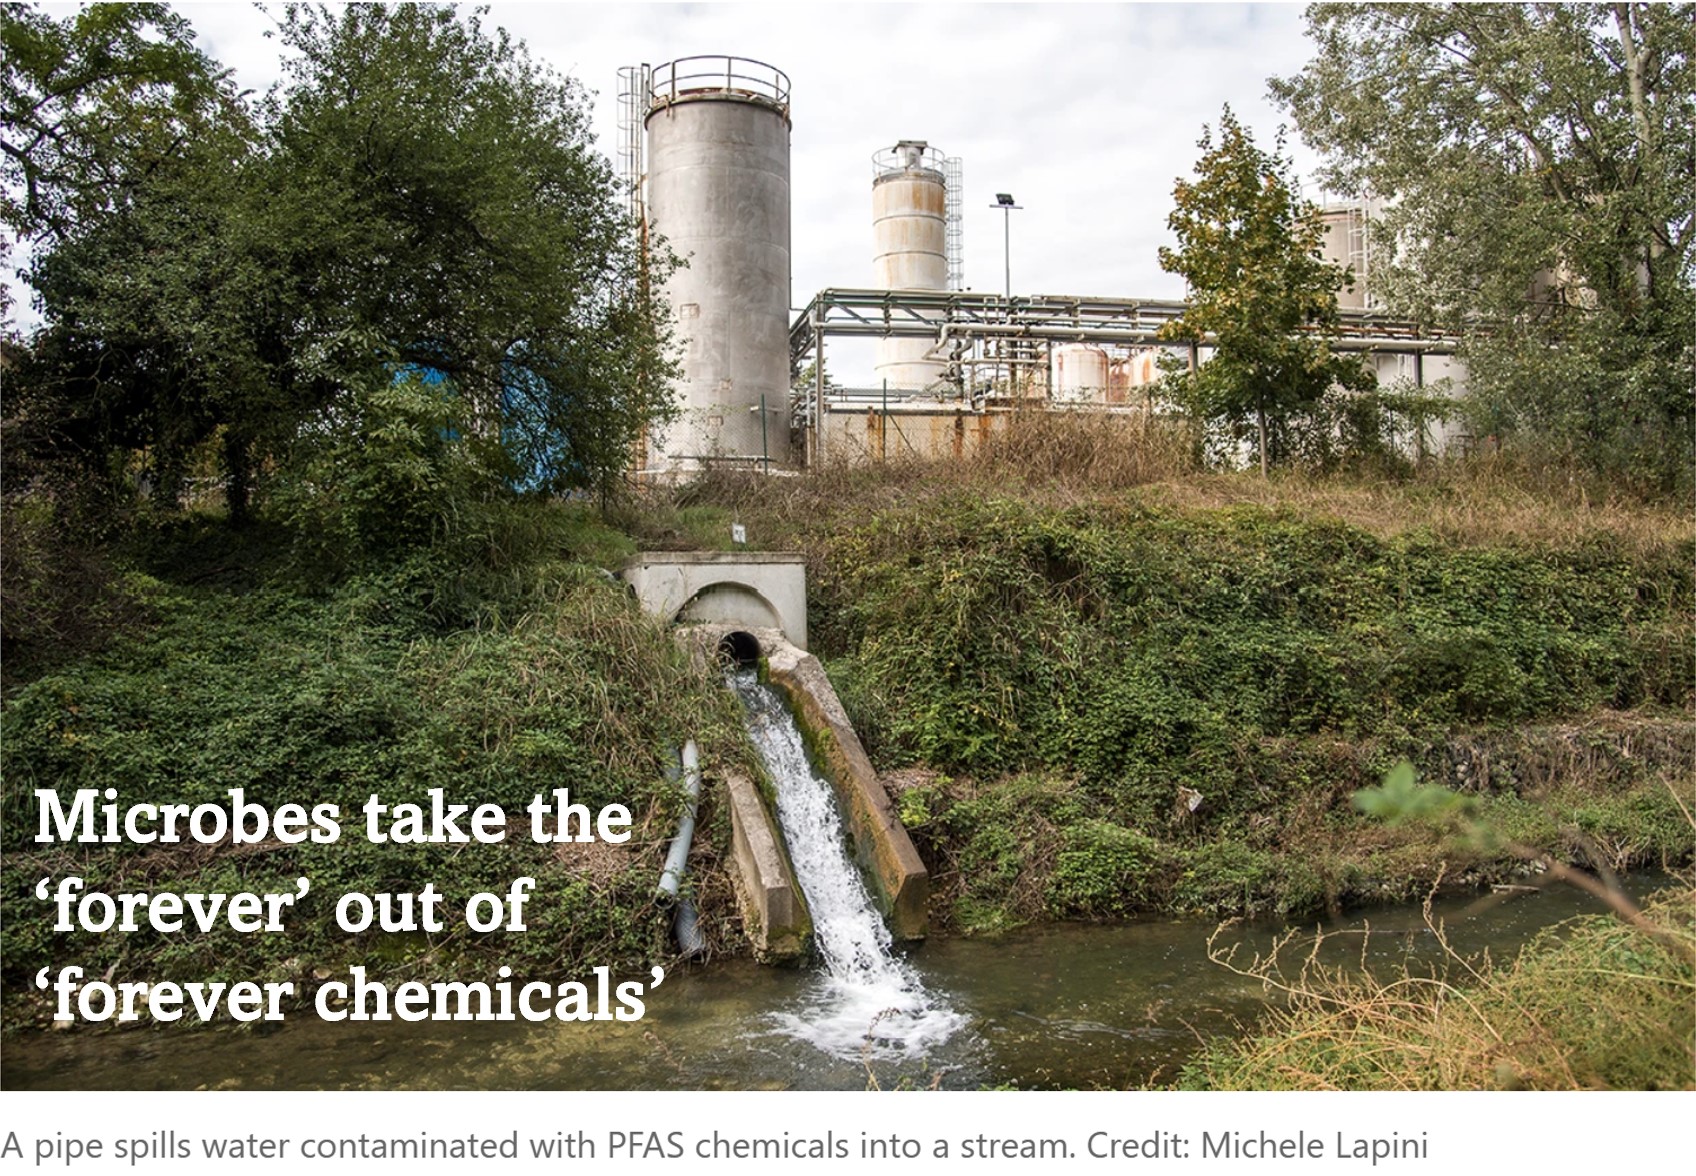 Microbes take the
‘forever’ out of
‘forever chemicals’
A pipe spills water contaminated with PFAS chemicals into a stream. Credit: Michele Lapini